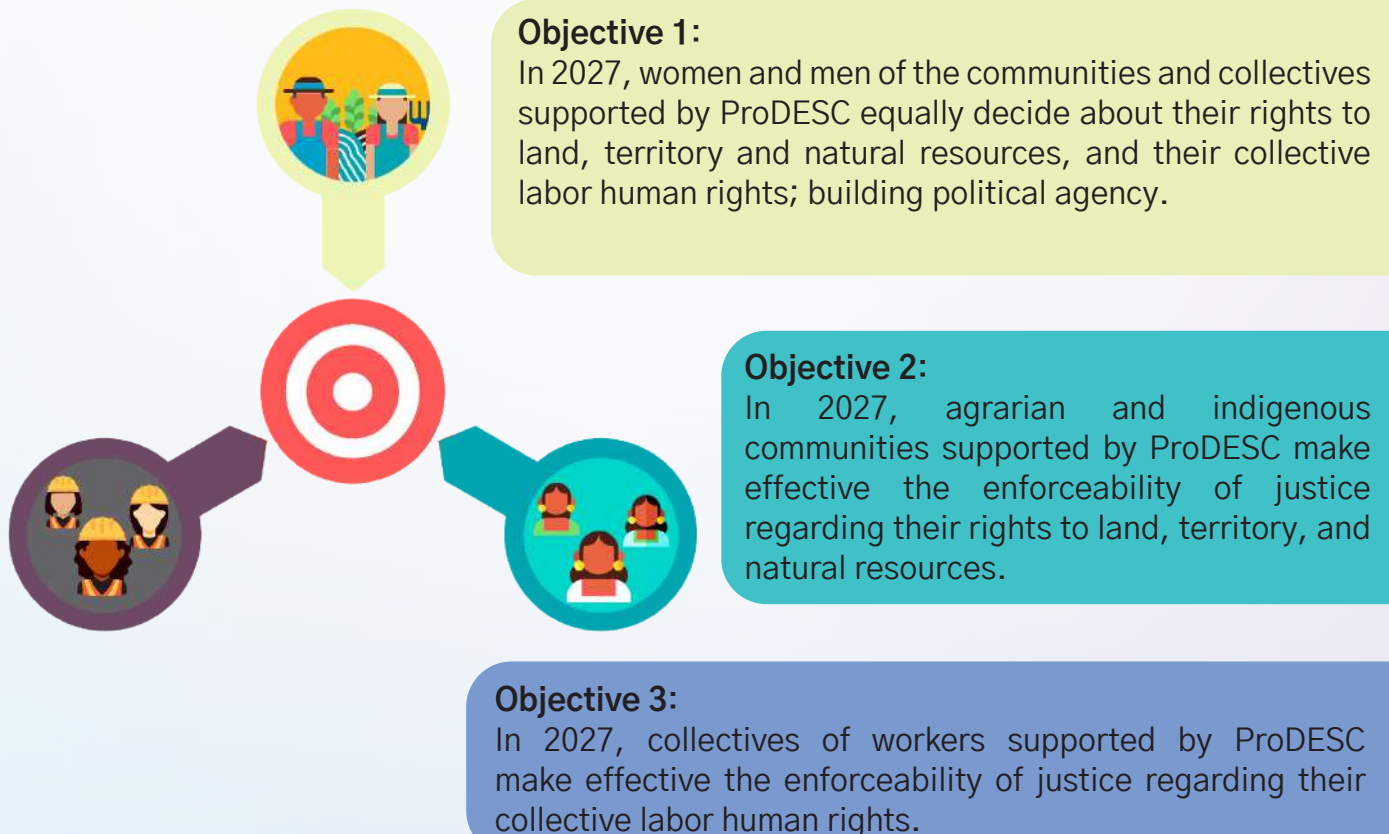 Objective 1:
In 2027, women and men of the communities and collectives
supported by ProDESC equally decide about their rights to
land, territory and natural resources, and their collective
labor human rights; building political agency.
Objective 2:
In 2027, agrarian and indigenous
communities supported by ProDESC make
effective the enforceability of justice
regarding their rights to land, territory, and
natural resources.
Objective 3:
In 2027, collectives of workers supported by ProDESC
make effective the enforceability of justice regarding their
collective labor human rights.